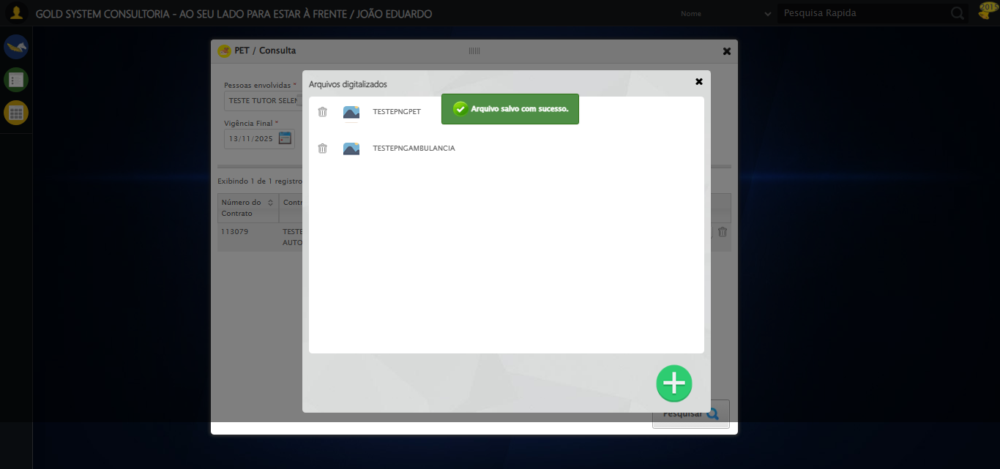 GOLD SYSTEM CONSULTORIA - AO SEU LADO PARA ESTAR À FRENTE / JOÃO EDUARDO
Nome
Pesquisa Rapida
2015
PET / Consulta
Arquivos digitalizados
Pessoas envolvidas *
TESTE TUTOR SELEN
Arquivo salvo com sucesso.
TESTEPNGPET
Vigência Final *
13/11/2025
TESTEPNGAMBULANCIA
Exibindo 1 de 1 registro
Número do
Contrato
Contr
113079
TESTE
AUTO
Pesquisar